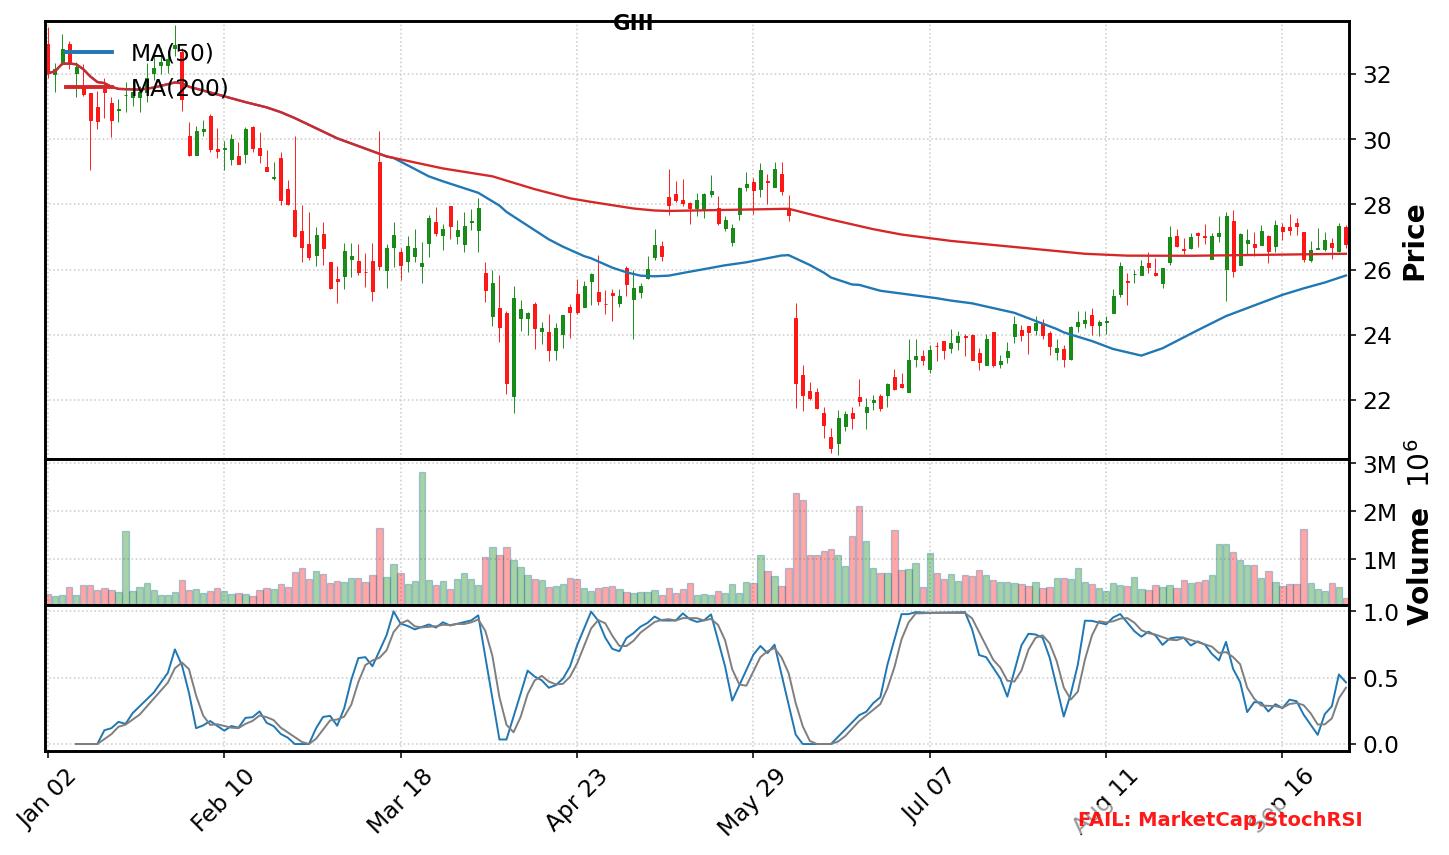 GIII
MA(50)
MA(200)
32
30
28
26
24
22
Price
3M
2M
1M
Volume 10⁶
1.0
0.5
0.0
Jan 02
Feb 10
Mar 18
Apr 23
May 29
Jul 07
Aug 11
Sep 16
FAIL: MarketCap,StochRSI